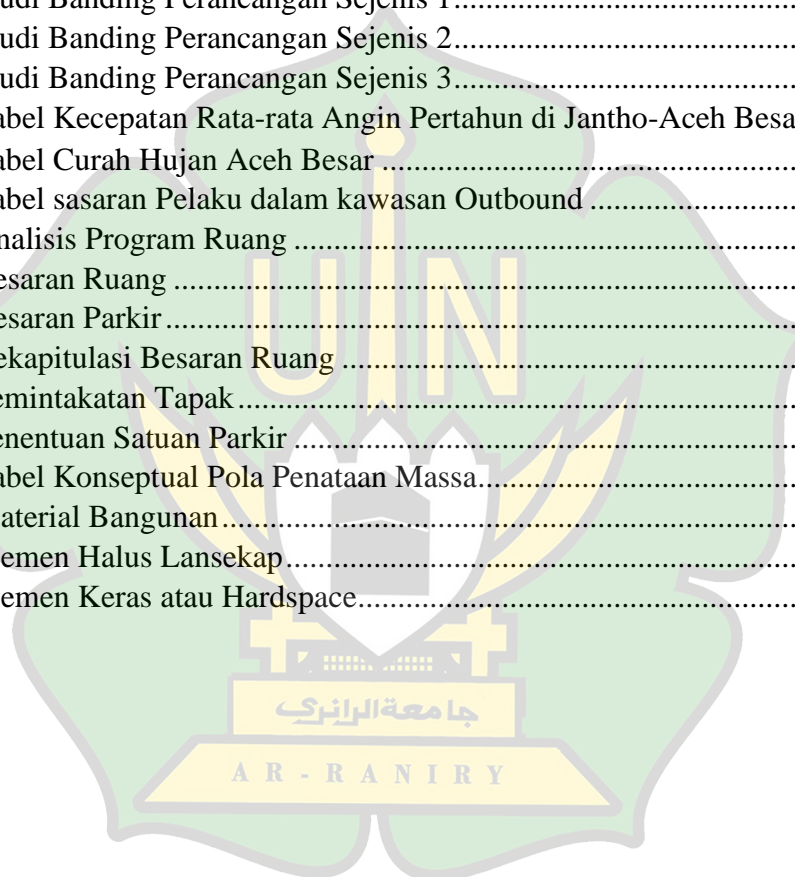 udi Banding Perancangan Sejenis 1..........................................
udi Banding Perancangan Sejenis 2..........................................
udi Banding Perancangan Sejenis 3..........................................
abel Kecepatan Rata-rata Angin Pertahun di Jantho-Aceh Besa
abel Curah Hujan Aceh Besar ...................................................
abel sasaran Pelaku dalam kawasan Outbound .........................
nalisis Program Ruang .............................................................
esaran Ruang ............................................................................
esaran Parkir.............................................................................
ekapitulasi Besaran Ruang .......................................................
emintakatan Tapak....................................................................
enentuan Satuan Parkir .............................................................
abel Konseptual Pola Penataan Massa.......................................
aterial Bangunan......................................................................
emen Halus Lansekap...............................................................
emen Keras atau Hardspace......................................................
UIN
جامعة الرانري
AR-RANIRY